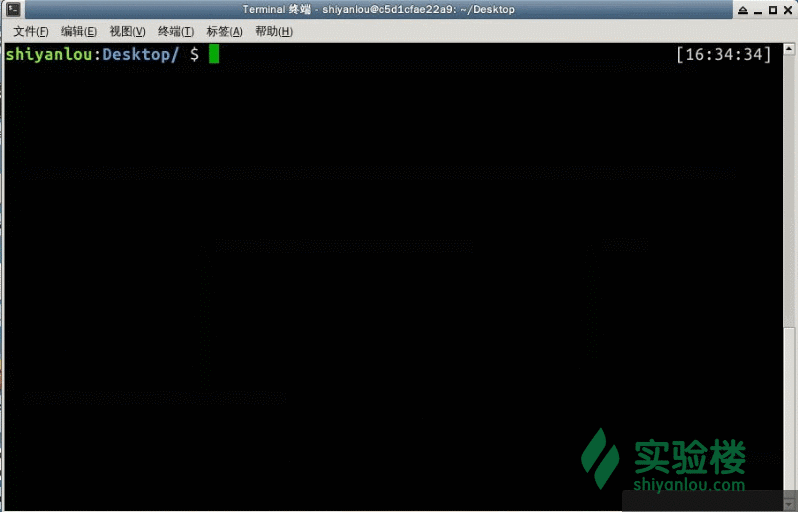 Terminal 终端 - shiyanlou@c5d1cfae22a9: ~/Desktop
文件(F) 编辑(E) 视图(V) 终端(T) 标签(A) 帮助(H)
shiyanlou:Desktop/ $ [16:34:34]
实验楼
shiyanlou.com